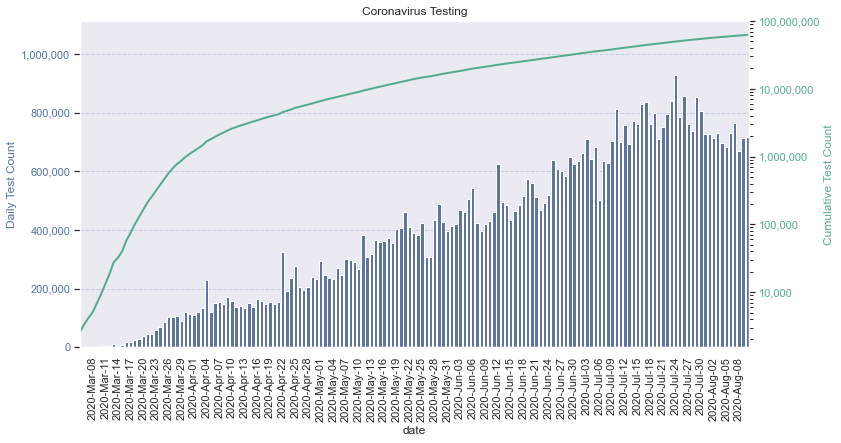 Coronavirus Testing
Daily Test Count
1,000,000
800,000
600,000
400,000
200,000
0
100,000,000
10,000,000
1,000,000
100,000
10,000
Cumulative Test Count
2020-Mar-08
2020-Mar-11
2020-Mar-14
2020-Mar-17
2020-Mar-20
2020-Mar-23
2020-Mar-26
2020-Mar-29
2020-Apr-01
2020-Apr-04
2020-Apr-07
2020-Apr-10
2020-Apr-13
2020-Apr-16
2020-Apr-19
2020-Apr-22
2020-Apr-25
2020-Apr-28
2020-May-01
2020-May-04
2020-May-07
2020-May-10
2020-May-13
2020-May-16
2020-May-19
2020-May-22
2020-May-25
2020-May-28
2020-May-31
2020-Jun-03
2020-Jun-06
2020-Jun-09
2020-Jun-12
2020-Jun-15
2020-Jun-18
2020-Jun-21
2020-Jun-24
2020-Jun-27
2020-Jun-30
2020-Jul-03
2020-Jul-06
2020-Jul-09
2020-Jul-12
2020-Jul-15
2020-Jul-18
2020-Jul-21
2020-Jul-24
2020-Jul-27
2020-Jul-30
2020-Aug-02
2020-Aug-05
2020-Aug-08
date